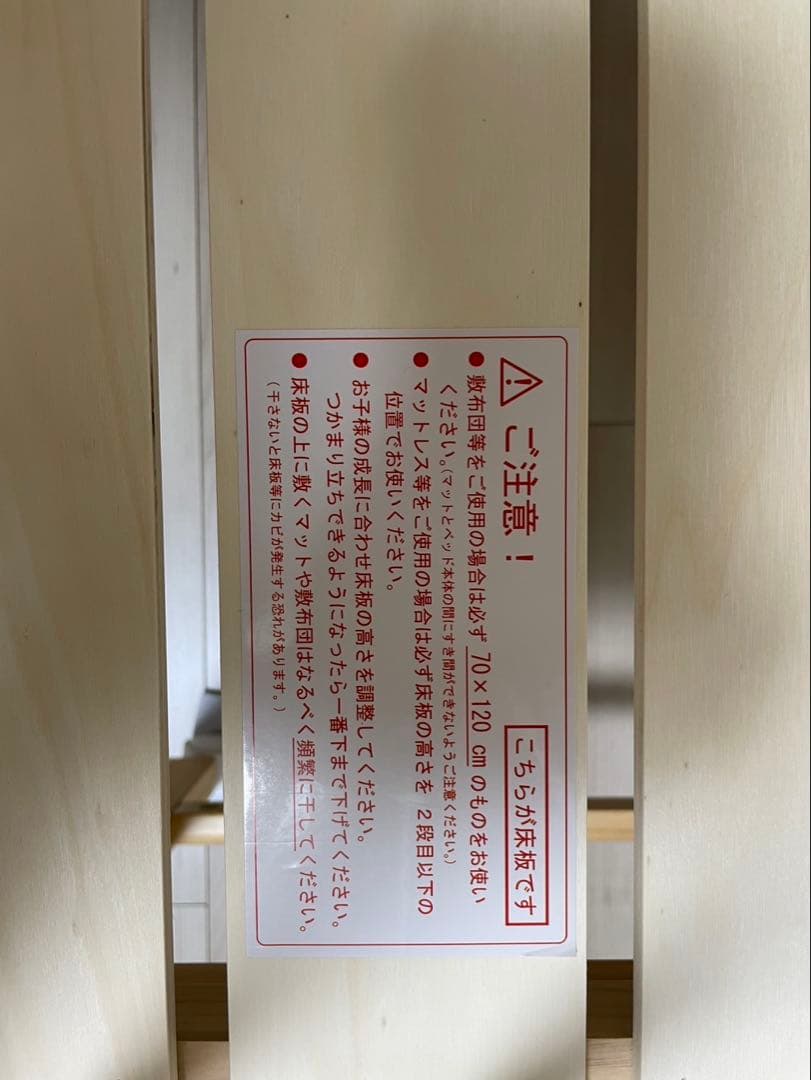 ご注意！
こちらが床板です
● 敷布団等をご使用の場合は必ず 70×120 cm のものをお使い
ください。(マットとベッド本体の間にすき間ができないようご注意ください。)
● マットレス等をご使用の場合は必ず床板の高さを 2段目以下の
位置でお使いください。
● お子様の成長に合わせ床板の高さを調整してください。
つかまり立ちできるようになったら一番下まで下げてください。
● 床板の上に敷くマットや敷布団はなるべく頻繁に干してください。
(干さないと床板等にカビが発生する恐れがあります。)